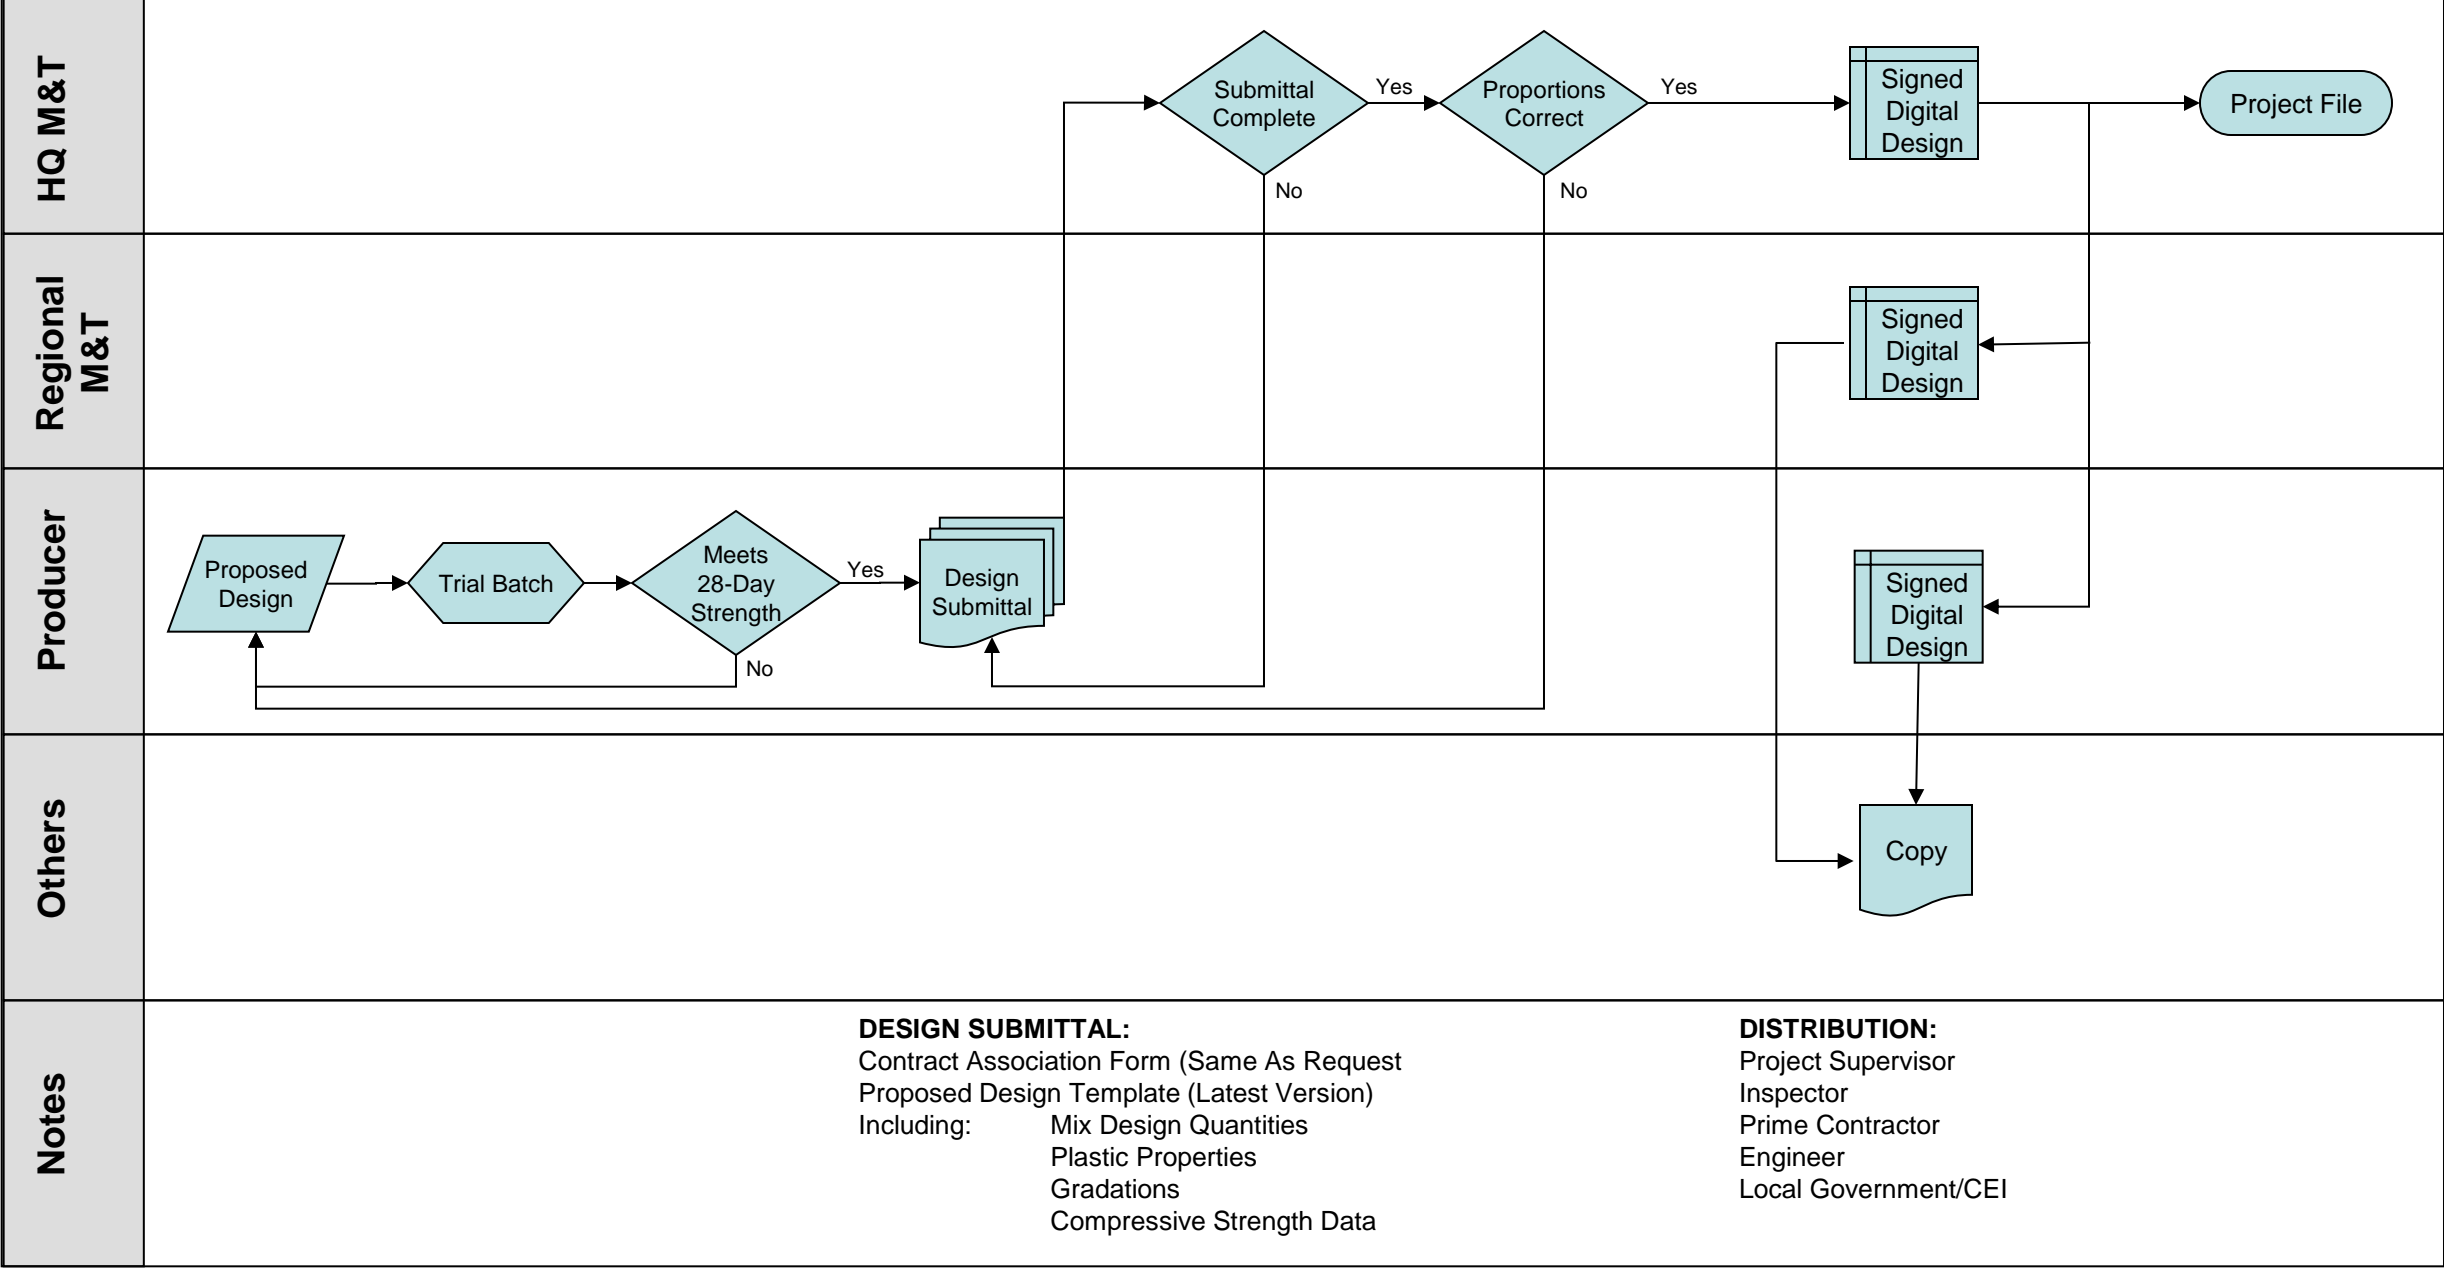 HQ M&T
Submittal
Complete
Yes
No
Proportions
Correct
Yes
No
Signed
Digital
Design
Project File
Regional
M&T
Signed
Digital
Design
Producer
Proposed
Design
Trial Batch
Meets
28-Day
Strength
Yes
No
Design
Submittal
Signed
Digital
Design
Others
Copy
Notes
DESIGN SUBMITTAL:
Contract Association Form (Same As Request
Proposed Design Template (Latest Version)
Including: Mix Design Quantities
Plastic Properties
Gradations
Compressive Strength Data
DISTRIBUTION:
Project Supervisor
Inspector
Prime Contractor
Engineer
Local Government/CEI